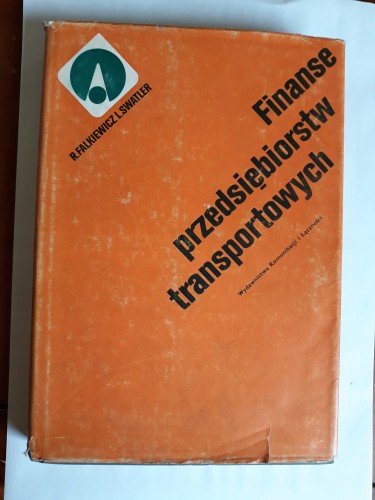 R.FALKIEWICZ L.SWATLER
Finanse
przedsiębiorstw
transportowych
Wydawnictwa Komunikacji i Łączności